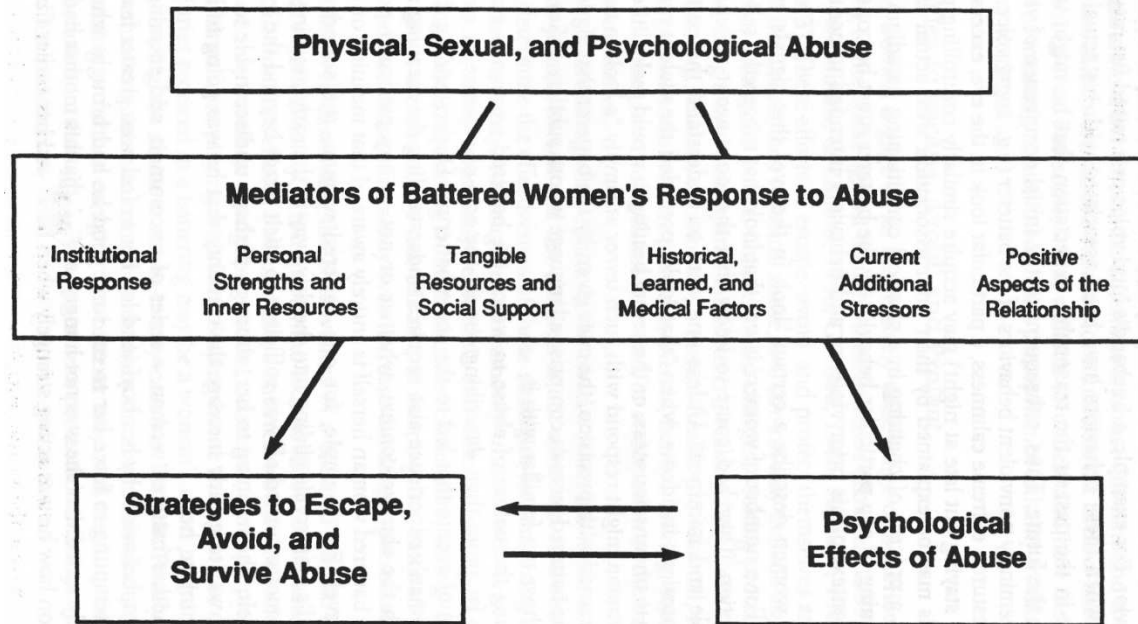 Physical, Sexual, and Psychological Abuse
Mediators of Battered Women's Response to Abuse
Institutional
Response
Personal
Strengths and
Inner Resources
Tangible
Resources and
Social Support
Historical,
Learned, and
Medical Factors
Current
Additional
Stressors
Positive
Aspects of the
Relationship
Strategies to Escape,
Avoid, and
Survive Abuse
Psychological
Effects of Abuse